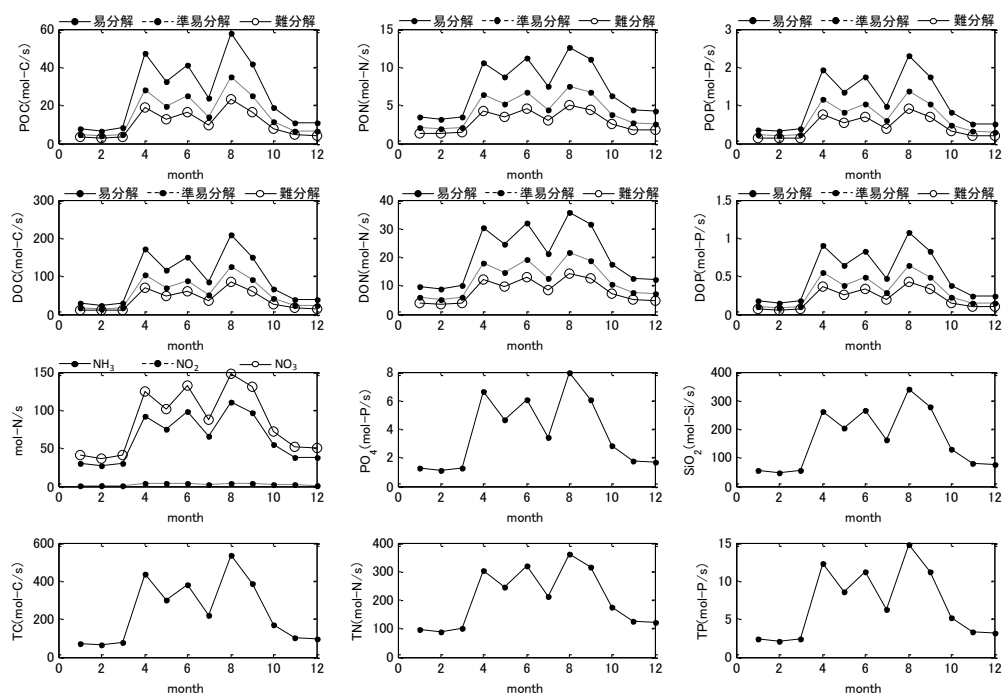 易分解 準易分解 難分解
易分解 準易分解 難分解
易分解 準易分解 難分解
POC(mol-C/s)
60
40
20
0
0 2 4 6 8 10 12
month
PON(mol-N/s)
15
10
5
0
0 2 4 6 8 10 12
month
POP(mol-P/s)
3
2
1
0
0 2 4 6 8 10 12
month
易分解 準易分解 難分解
易分解 準易分解 難分解
易分解 準易分解 難分解
DOC(mol-C/s)
300
200
100
0
0 2 4 6 8 10 12
month
DON(mol-N/s)
40
30
20
10
0
0 2 4 6 8 10 12
month
DOP(mol-P/s)
1.5
1
0.5
0
0 2 4 6 8 10 12
month
NH₃ NO₂ NO₃
mol-N/s
150
100
50
0
0 2 4 6 8 10 12
month
PO₄(mol-P/s)
8
6
4
2
0
0 2 4 6 8 10 12
month
SiO₂(mol-Si/s)
400
300
200
100
0
0 2 4 6 8 10 12
month
TC(mol-C/s)
600
400
200
0
0 2 4 6 8 10 12
month
TN(mol-N/s)
400
300
200
100
0
0 2 4 6 8 10 12
month
TP(mol-P/s)
15
10
5
0
0 2 4 6 8 10 12
month